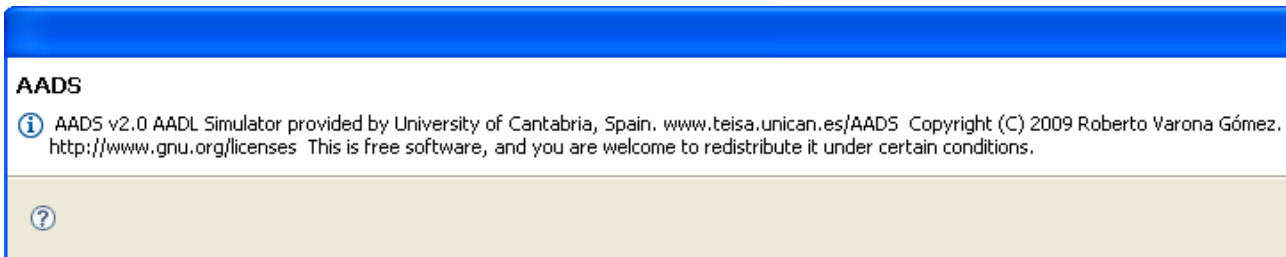 AADS
AADS v2.0 AADL Simulator provided by University of Cantabria, Spain. www.teisa.unican.es/AADS Copyright (C) 2009 Roberto Varona Gómez.
http://www.gnu.org/licenses This is free software, and you are welcome to redistribute it under certain conditions.